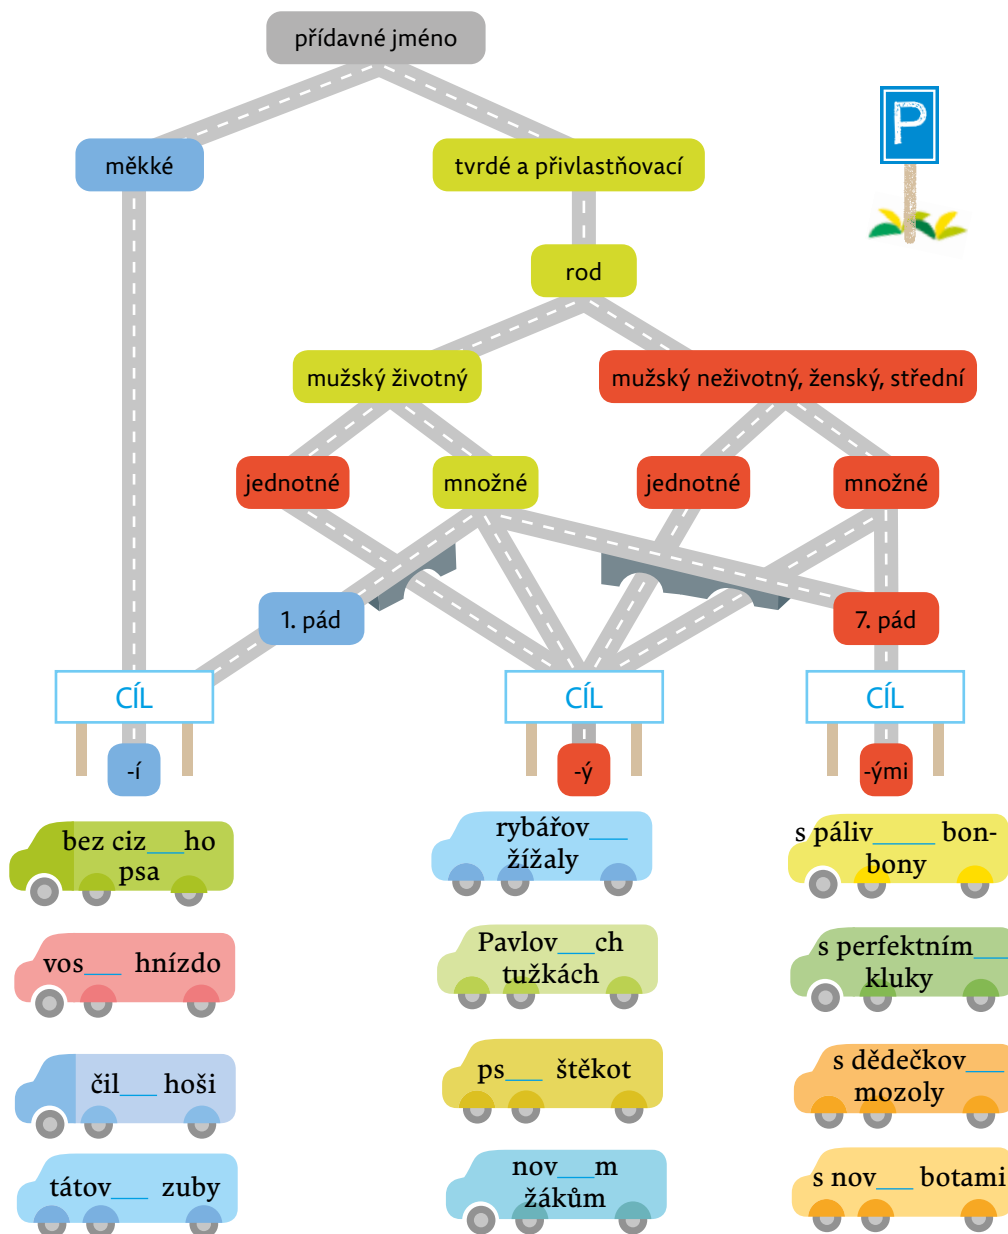 přídavné jméno
P
měkké
tvrdé a přivlastňovací
rod
mužský životný
mužský neživotný, ženský, střední
jednotné
množné
jednotné
množné
1. pád
7. pád
CÍL
CÍL
CÍL
-í
-ý
-ými
bez ciz___ho
psa
rybářov___
žížaly
s páliv_____ bon-
bony
vos___ hnízdo
Pavlov___ch
tužkách
s perfektním___
kluky
čil___ hoši
ps___ štěkot
s dědečkov___
mozoly
tátov___ zuby
nov___m
žákům
s nov___ botami